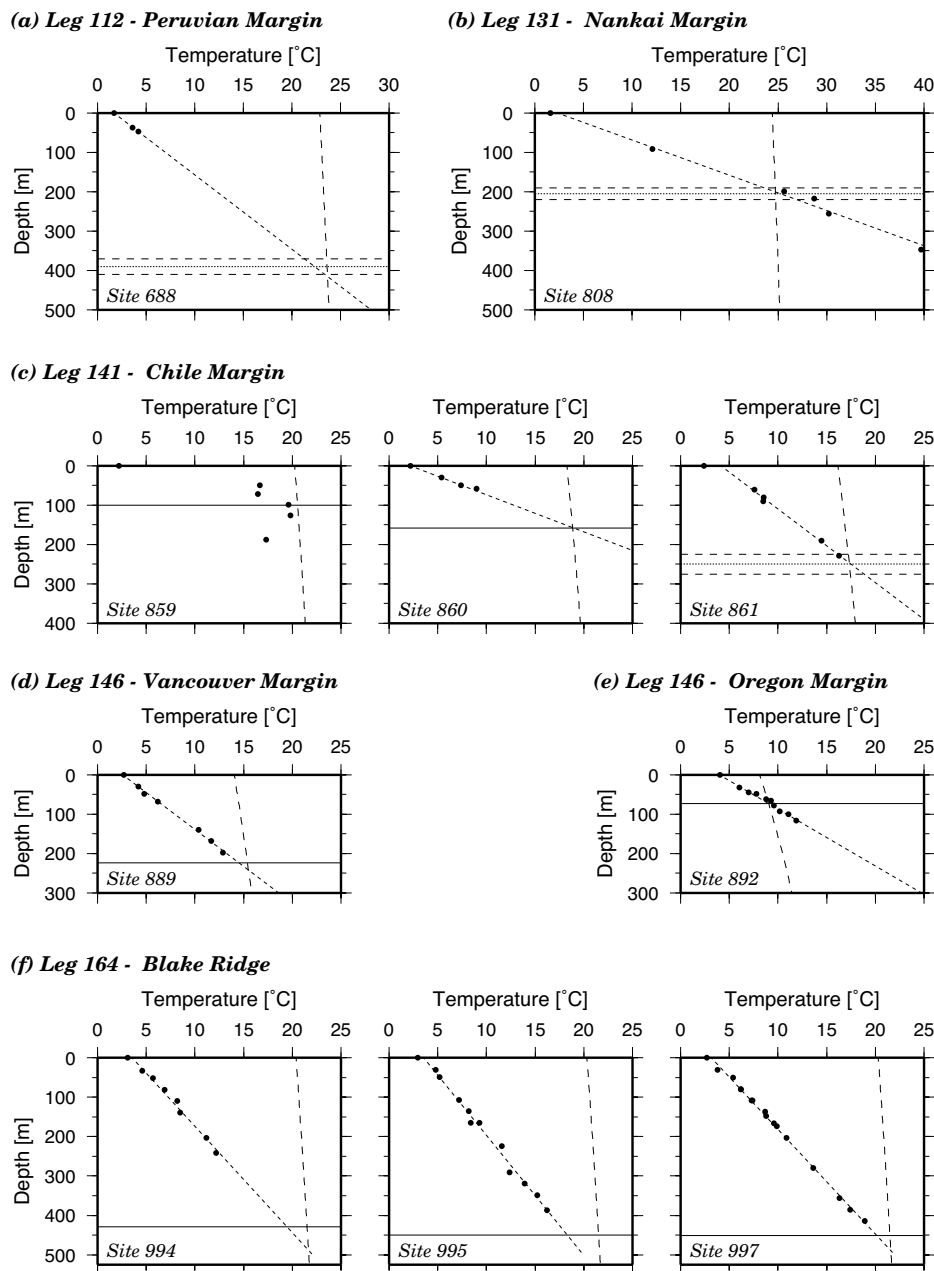 (a) Leg 112 - Peruvian Margin
(b) Leg 131 - Nankai Margin
Temperature [˚C]
Temperature [˚C]
0 5 10 15 20 25 30
0 5 10 15 20 25 30 35 40
0
100
200
300
400
500
Depth [m]
Site 688
0
100
200
300
400
500
Depth [m]
Site 808
(c) Leg 141 - Chile Margin
Temperature [˚C]
Temperature [˚C]
Temperature [˚C]
0 5 10 15 20 25
0 5 10 15 20 25
0 5 10 15 20 25
0
100
200
300
400
Depth [m]
Site 859
Site 860
Site 861
(d) Leg 146 - Vancouver Margin
(e) Leg 146 - Oregon Margin
Temperature [˚C]
Temperature [˚C]
0 5 10 15 20 25
0 5 10 15 20 25
0
100
200
300
Depth [m]
Site 889
0
100
200
300
Depth [m]
Site 892
(f) Leg 164 - Blake Ridge
Temperature [˚C]
Temperature [˚C]
Temperature [˚C]
0 5 10 15 20 25
0 5 10 15 20 25
0 5 10 15 20 25
0
100
200
300
400
500
Depth [m]
Site 994
Site 995
Site 997